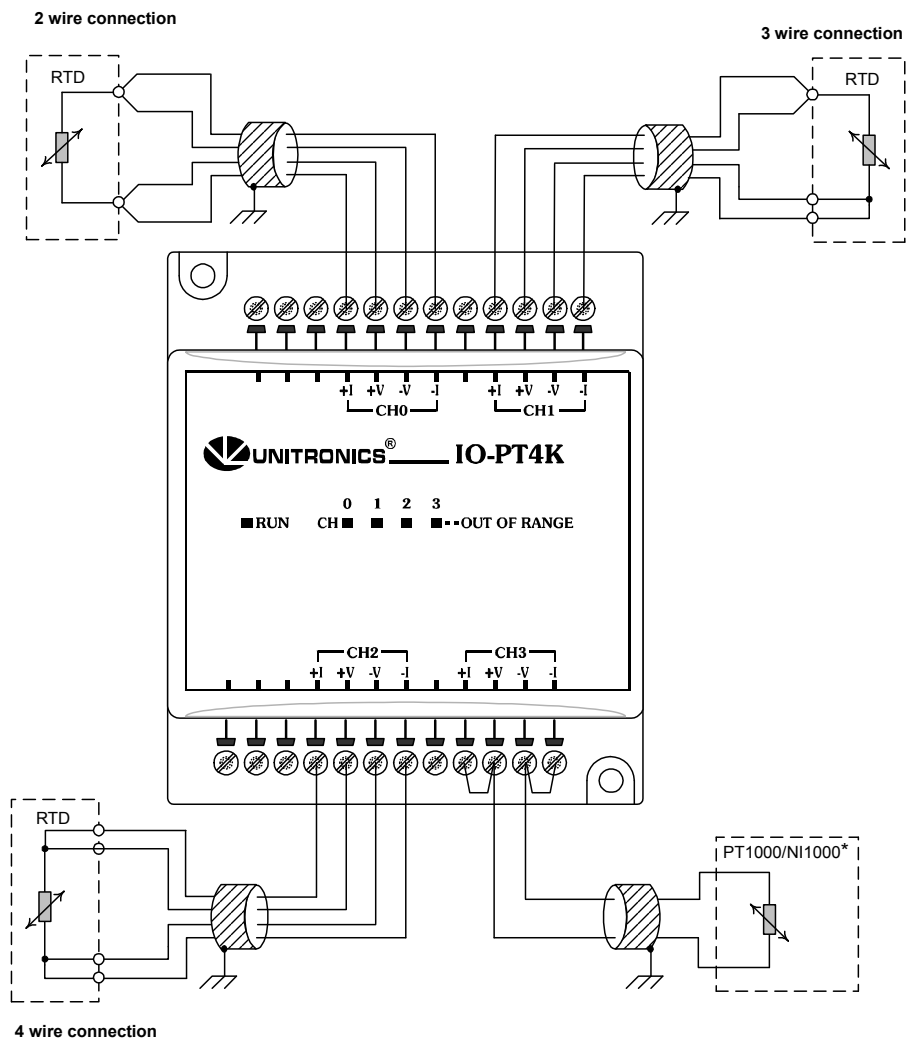 2 wire connection
3 wire connection
RTD
RTD
+I +V -V -I
+I +V -V -I
CH0
CH1
UNITRONICS® IO-PT4K
0 1 2 3
RUN CH OUT OF RANGE
CH2
CH3
+I +V -V -I
+I +V -V -I
RTD
PT1000/NI1000*
4 wire connection